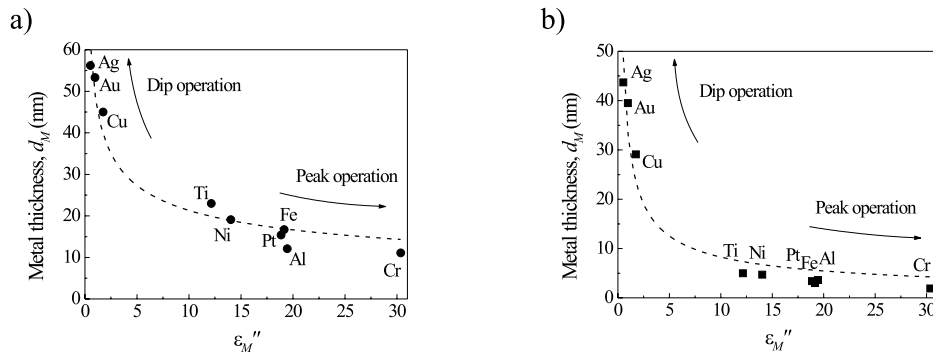 a)
60
50
40
30
20
10
0
Metal thickness, d_M (nm)
Ag
Au
Cu
Dip operation
Peak operation
Ti
Ni
Fe
Pt
Al
Cr
0 5 10 15 20 25 30
ε_M″
b)
50
40
30
20
10
0
Metal thickness, d_M (nm)
Ag
Au
Cu
Dip operation
Peak operation
Ti Ni Pt Fe Al
Cr
0 5 10 15 20 25 30
ε_M″